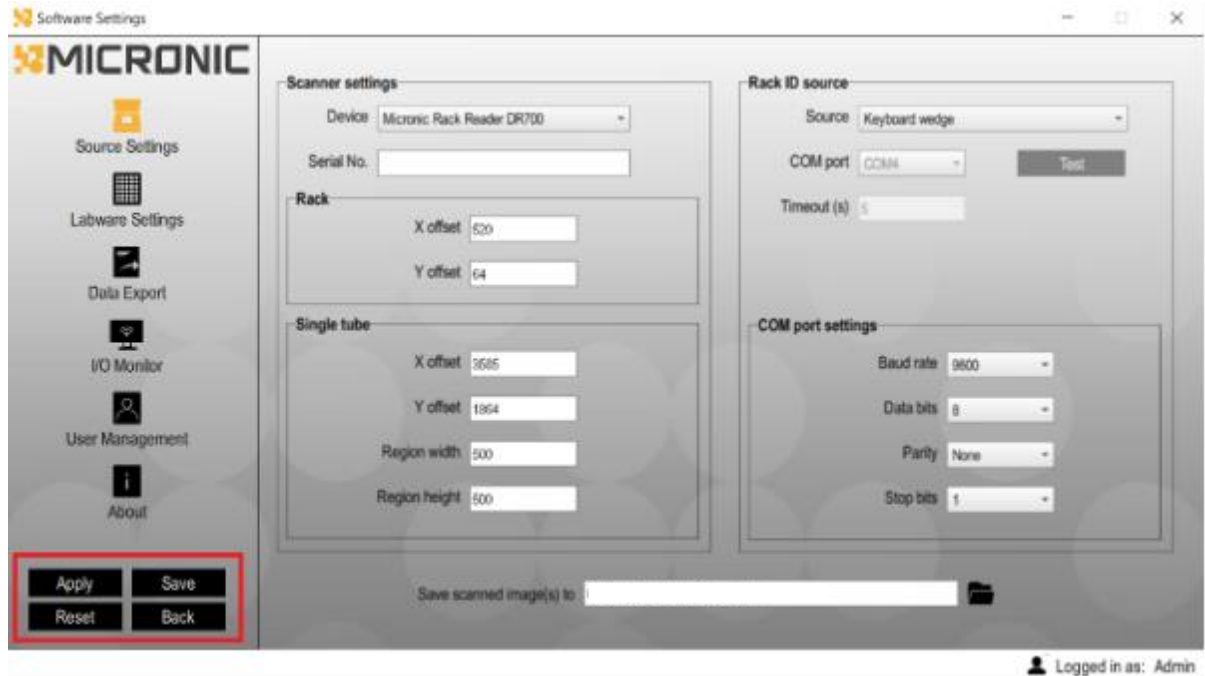 Software Settings
MICRONIC
Source Settings
Labware Settings
Data Export
I/O Monitor
User Management
About
Apply Save
Reset Back
Scanner settings
Device Micronic Rack Reader DR700
Serial No.
Rack
X offset 520
Y offset 64
Single tube
X offset 3585
Y offset 1864
Region width 500
Region height 500
Rack ID source
Source Keyboard wedge
COM port COM4
Test
Timeout (s) 5
COM port settings
Baud rate 9600
Data bits 8
Parity None
Stop bits 1
Save scanned image(s) to
Logged in as: Admin